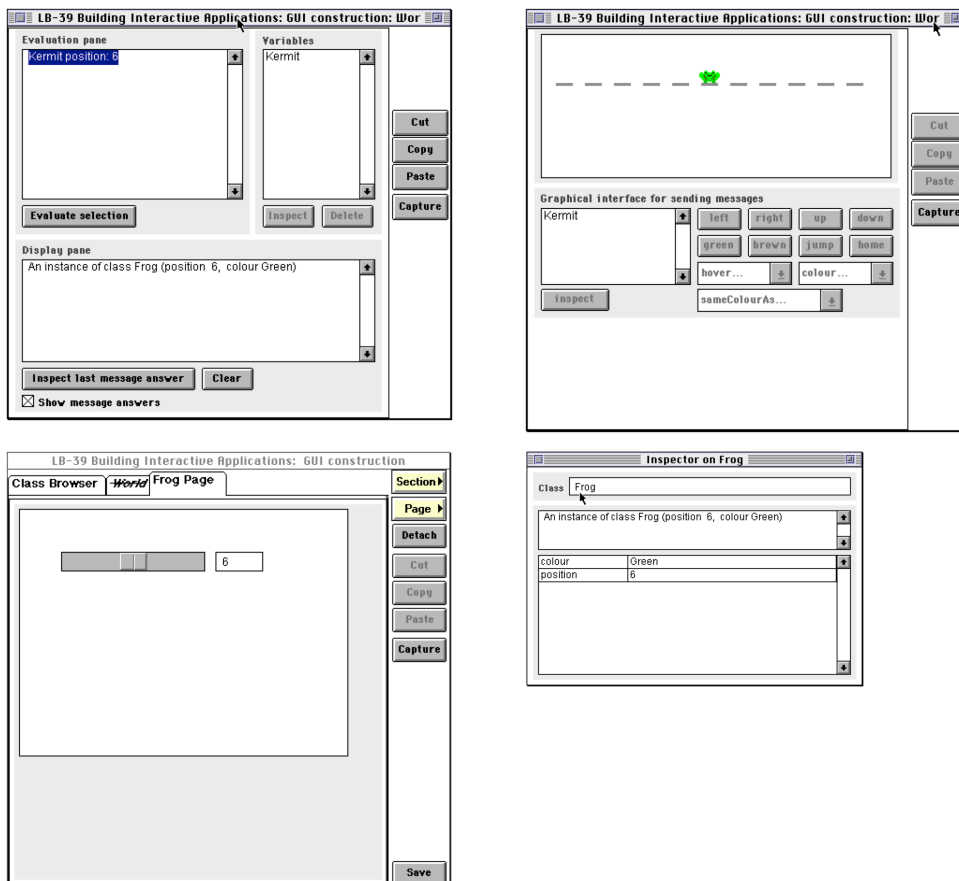 LB-39 Building Interactive Applications: GUI construction: Wor
Evaluation pane
Kermit position: 6
Evaluate selection
Variables
Kermit
Inspect Delete
Cut
Copy
Paste
Capture
Display pane
An instance of class Frog (position 6, colour Green)
Inspect last message answer Clear
Show message answers
LB-39 Building Interactive Applications: GUI construction: Wor
Graphical interface for sending messages
Kermit
left right up down
green brown jump home
hover... colour...
inspect sameColourAs...
Cut
Copy
Paste
Capture
LB-39 Building Interactive Applications: GUI construction
Class Browser World Frog Page
6
Section
Page
Detach
Cut
Copy
Paste
Capture
Save
Inspector on Frog
Class Frog
An instance of class Frog (position 6, colour Green)
colour Green
position 6